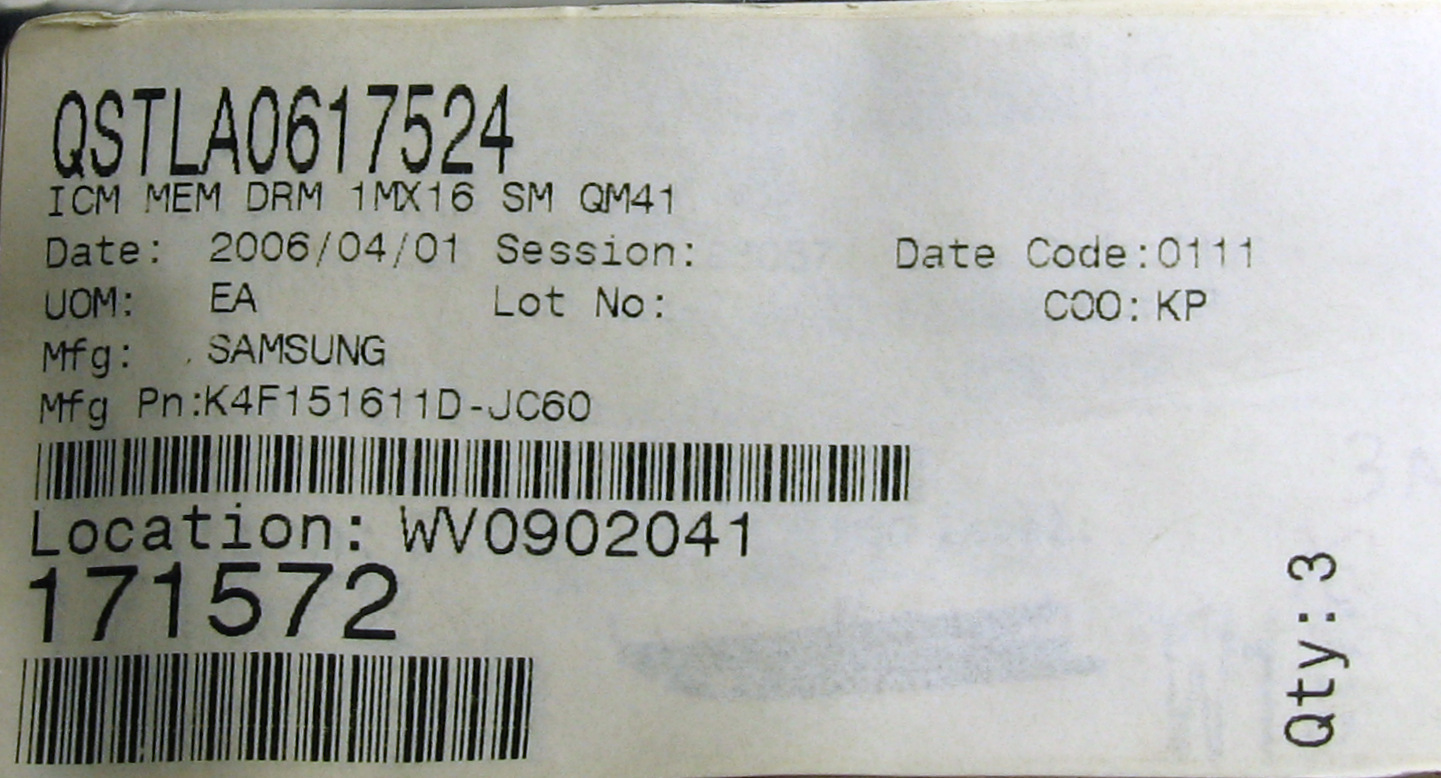 QSTLA0617524
ICM MEM DRM 1MX16 SM QM41
Date: 2006/04/01 Session: Date Code:0111
UOM: EA Lot No: COO: KP
Mfg: SAMSUNG
Mfg Pn:K4F151611D-JC60
Location: WV0902041
171572
Qty: 3